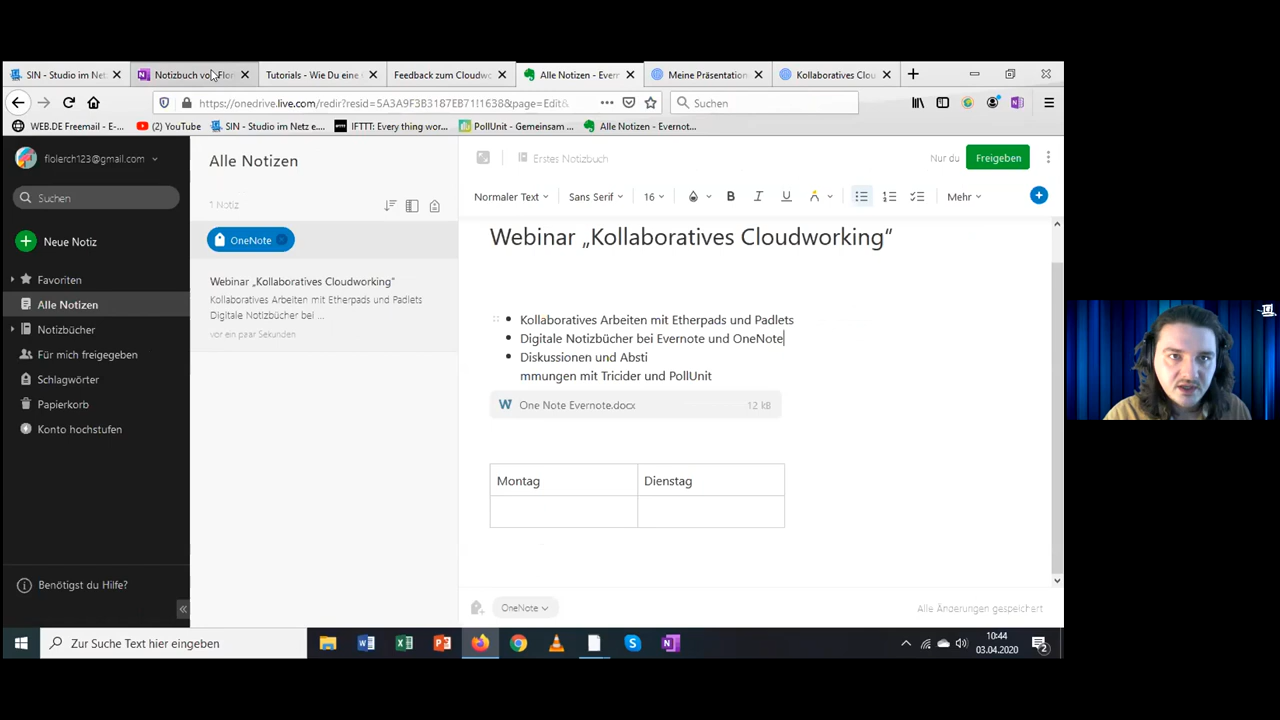 SIN - Studio im Net
Notizbuch vo Flor
Tutorials - Wie Du eine
Feedback zum Cloudwo
Alle Notizen - Evern
Meine Präsentation
Kollaboratives Clou
https://onedrive.live.com/redir?resid=5A3A9F3B3187EB71!1638&page=Edit&
Suchen
WEB.DE Freemail - E-...
(2) YouTube
SIN - Studio im Netz e....
IFTTT: Every thing wor...
PollUnit - Gemeinsam ...
Alle Notizen - Evernot...
flolerch123@gmail.com
Suchen
Neue Notiz
Favoriten
Alle Notizen
Notizbücher
Für mich freigegeben
Schlagwörter
Papierkorb
Konto hochstufen
Benötigst du Hilfe?
Alle Notizen
1 Notiz
OneNote
Webinar „Kollaboratives Cloudworking“
Kollaboratives Arbeiten mit Etherpads und Padlets
Digitale Notizbücher bei ...
vor ein paar Sekunden
Erstes Notizbuch
Nur du
Freigeben
Normaler Text
Sans Serif
16
B
I
U
Mehr
Webinar „Kollaboratives Cloudworking“
• Kollaboratives Arbeiten mit Etherpads und Padlets
• Digitale Notizbücher bei Evernote und OneNote
• Diskussionen und Absti
mmungen mit Tricider und PollUnit
W One Note Evernote.docx 12 kB
Montag Dienstag
OneNote
Alle Änderungen gespeichert
Zur Suche Text hier eingeben
10:44
03.04.2020
2